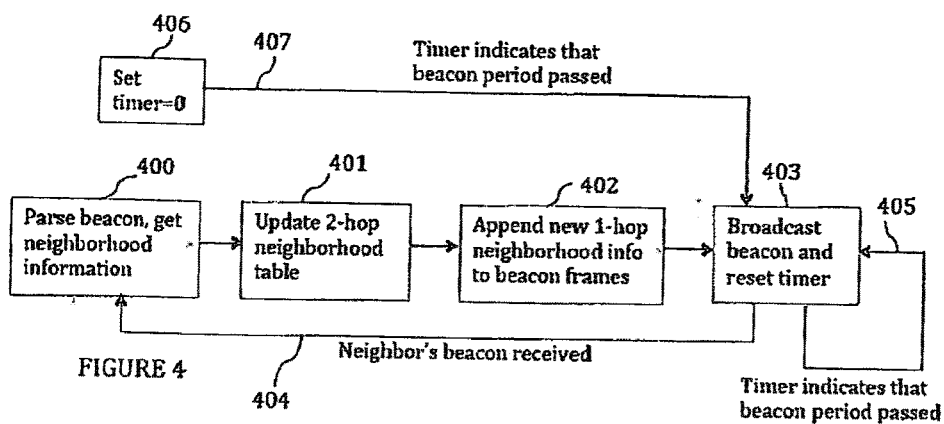 406
407
Timer indicates that
beacon period passed
Set
timer=0
400
401
402
403
405
Parse beacon, get
neighborhood
information
Update 2-hop
neighborhood
table
Append new 1-hop
neighborhood info
to beacon frames
Broadcast
beacon and
reset timer
Neighbor's beacon received
FIGURE 4
404
Timer indicates that
beacon period passed